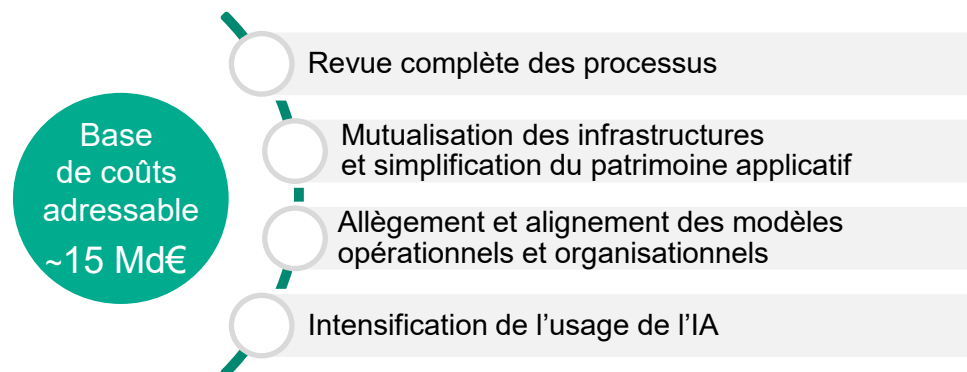 Base
de coûts
adressable
~15 Md€
Revue complète des processus
Mutualisation des infrastructures
et simplification du patrimoine applicatif
Allègement et alignement des modèles
opérationnels et organisationnels
Intensification de l’usage de l’IA